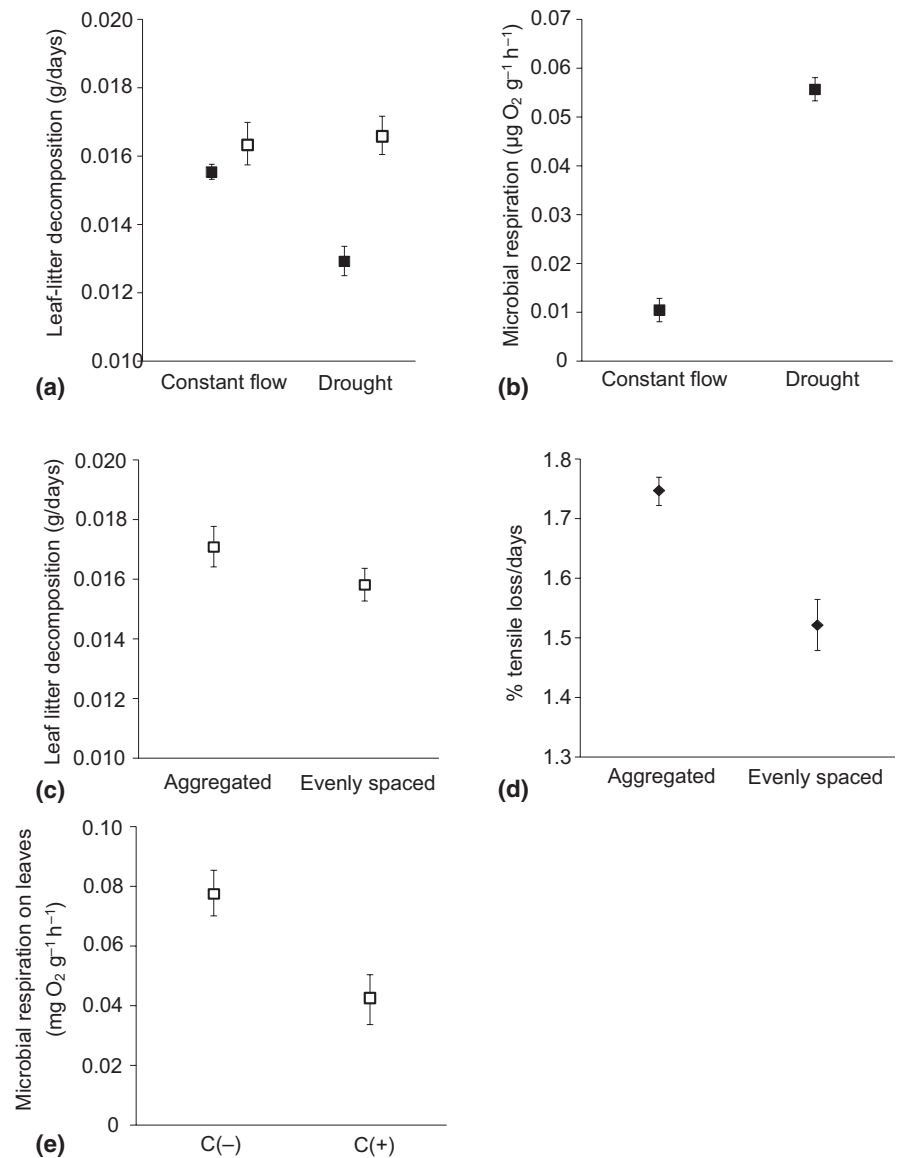 Leaf-litter decomposition (g/days)
0.020
0.018
0.016
0.014
0.012
0.010
Constant flow Drought
(a)
Microbial respiration (µg O₂ g⁻¹ h⁻¹)
0.07
0.06
0.05
0.04
0.03
0.02
0.01
0
Constant flow Drought
(b)
Leaf litter decomposition (g/days)
0.020
0.018
0.016
0.014
0.012
0.010
Aggregated Evenly spaced
(c)
% tensile loss/days
1.8
1.7
1.6
1.5
1.4
1.3
Aggregated Evenly spaced
(d)
Microbial respiration on leaves
(mg O₂ g⁻¹ h⁻¹)
0.10
0.08
0.06
0.04
0.02
0
C(–) C(+)
(e)